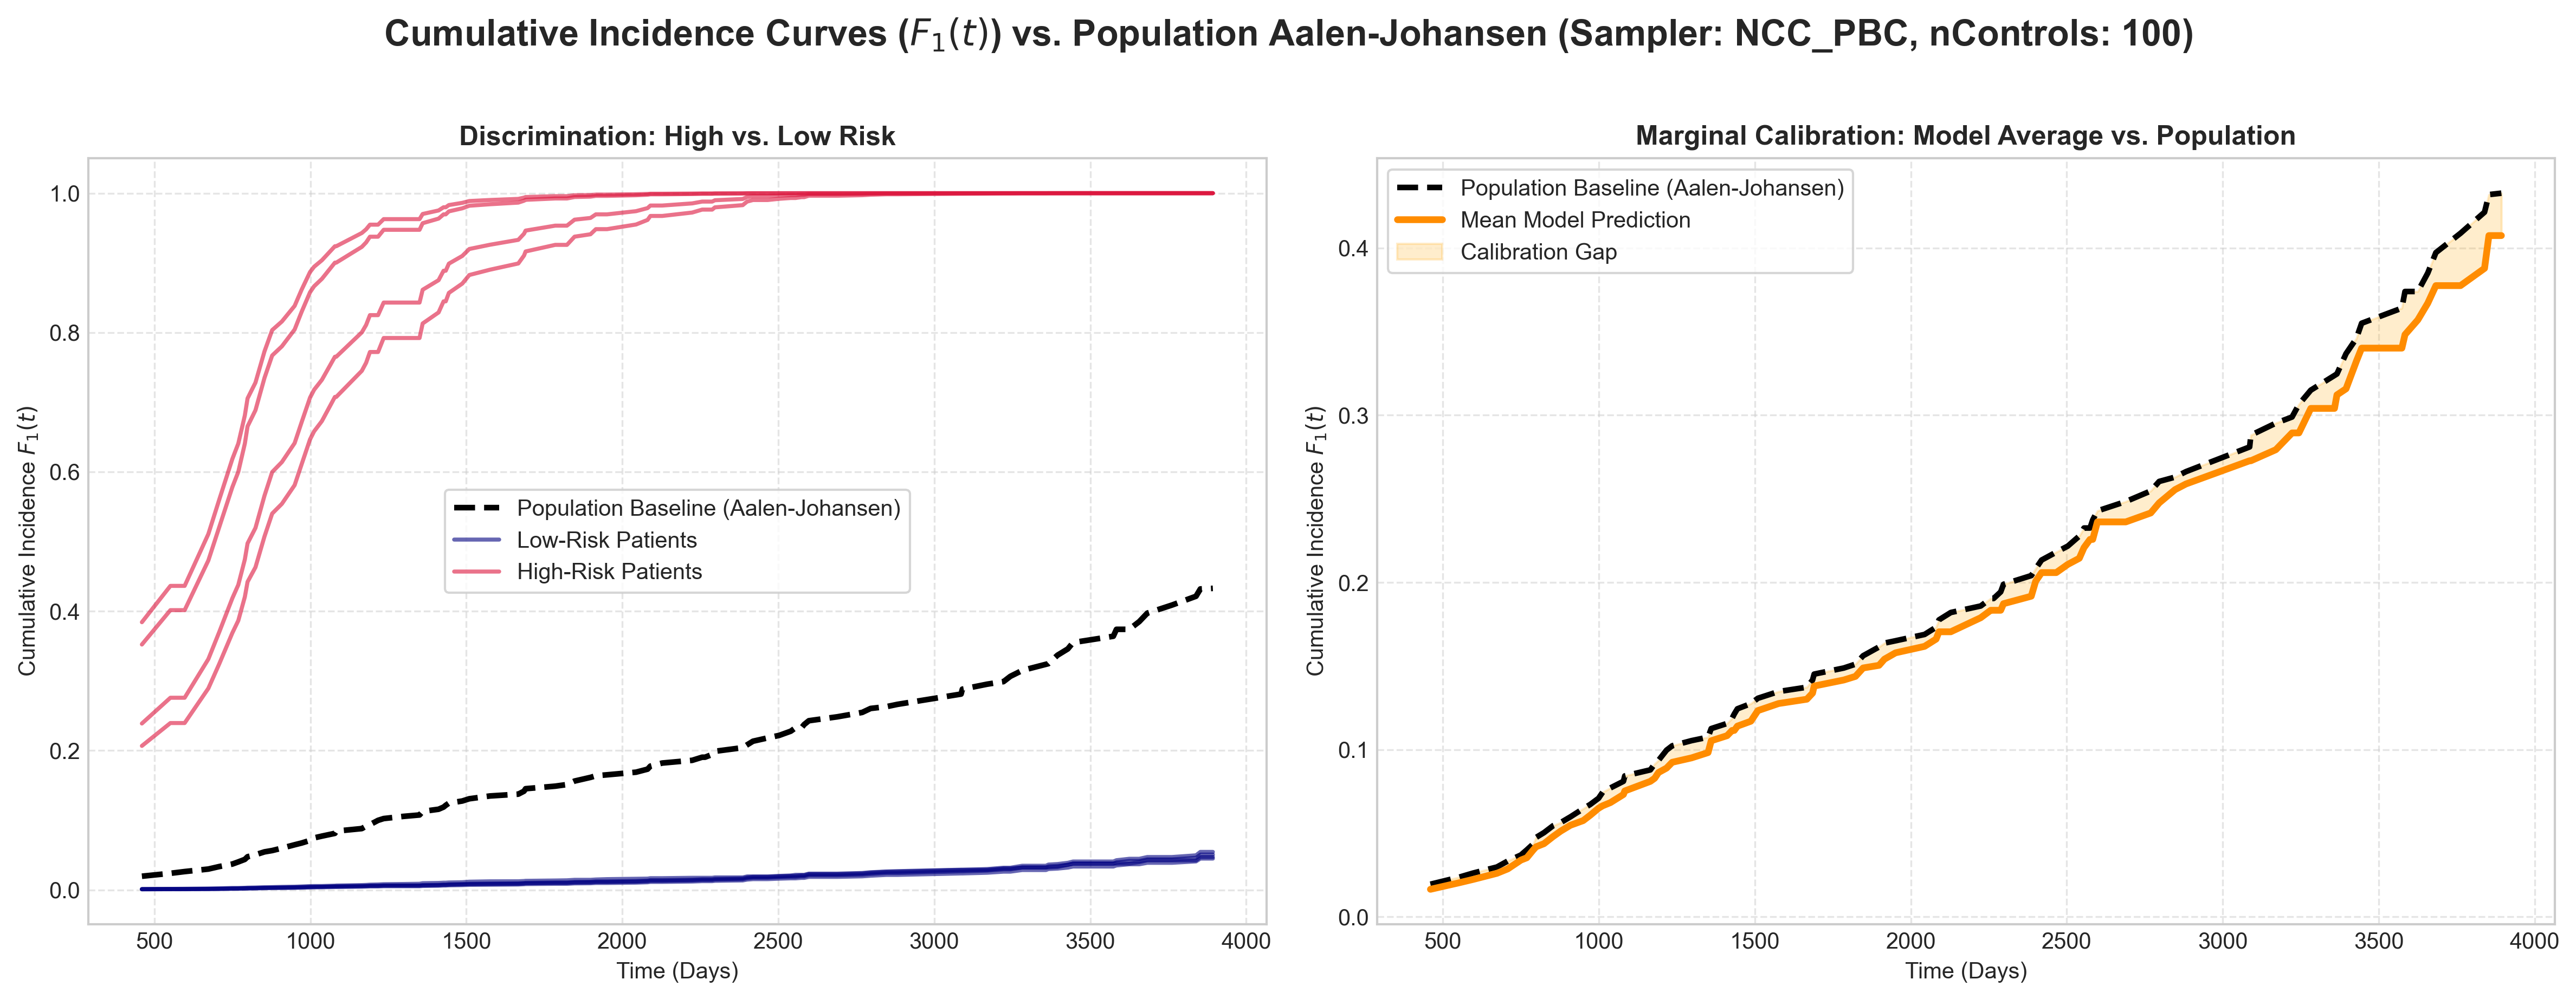 Cumulative Incidence Curves (F₁(t)) vs. Population Aalen-Johansen (Sampler: NCC_PBC, nControls: 100)
Discrimination: High vs. Low Risk
Cumulative Incidence F₁(t)
1.0
0.8
0.6
0.4
0.2
0.0
Population Baseline (Aalen-Johansen)
Low-Risk Patients
High-Risk Patients
500 1000 1500 2000 2500 3000 3500 4000
Time (Days)
Marginal Calibration: Model Average vs. Population
Cumulative Incidence F₁(t)
0.4
0.3
0.2
0.1
0.0
Population Baseline (Aalen-Johansen)
Mean Model Prediction
Calibration Gap
500 1000 1500 2000 2500 3000 3500 4000
Time (Days)